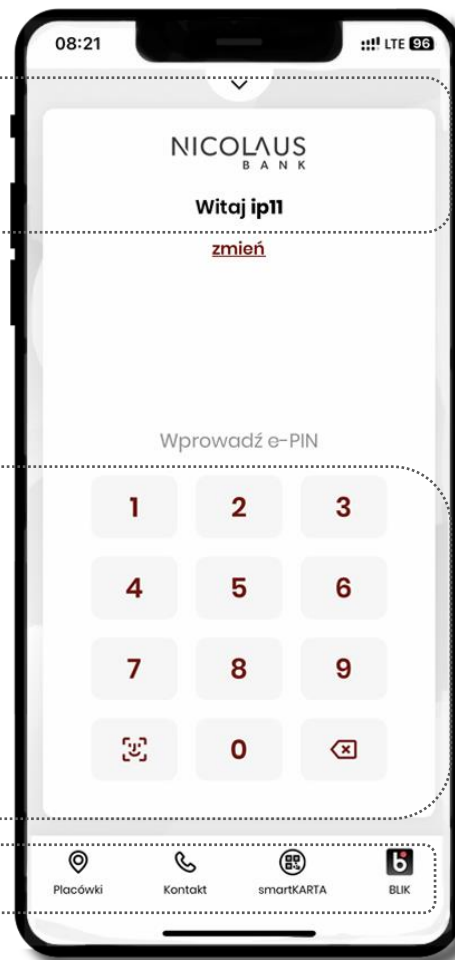 08:21 LTE 96
NICOLAUS
BANK
Witaj ip11
zmień
Wprowadź e-PIN
1 2 3
4 5 6
7 8 9
0
Placówki Kontakt smartKARTA BLIK